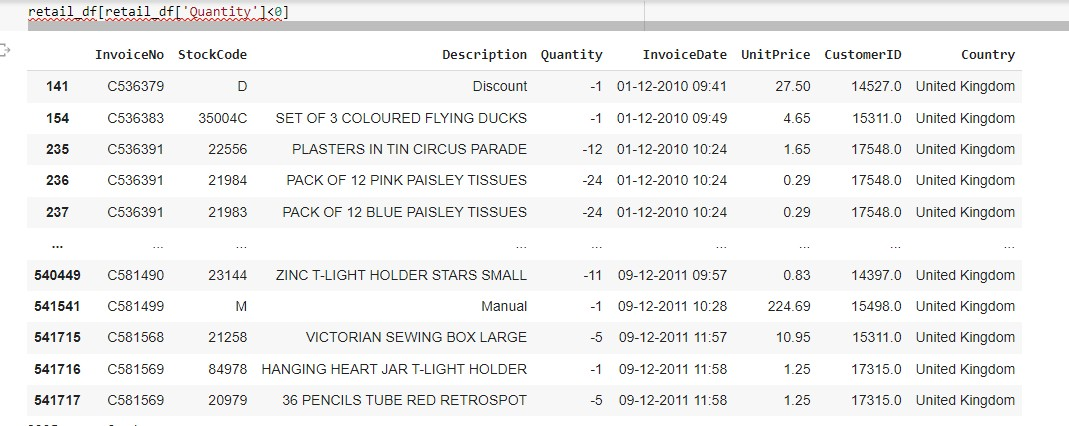 retail_df[retail_df['Quantity']<0]
InvoiceNo StockCode Description Quantity InvoiceDate UnitPrice CustomerID Country
141 C536379 D Discount -1 01-12-2010 09:41 27.50 14527.0 United Kingdom
154 C536383 35004C SET OF 3 COLOURED FLYING DUCKS -1 01-12-2010 09:49 4.65 15311.0 United Kingdom
235 C536391 22556 PLASTERS IN TIN CIRCUS PARADE -12 01-12-2010 10:24 1.65 17548.0 United Kingdom
236 C536391 21984 PACK OF 12 PINK PAISLEY TISSUES -24 01-12-2010 10:24 0.29 17548.0 United Kingdom
237 C536391 21983 PACK OF 12 BLUE PAISLEY TISSUES -24 01-12-2010 10:24 0.29 17548.0 United Kingdom
... ... ... ... ... ... ... ... ...
540449 C581490 23144 ZINC T-LIGHT HOLDER STARS SMALL -11 09-12-2011 09:57 0.83 14397.0 United Kingdom
541541 C581499 M Manual -1 09-12-2011 10:28 224.69 15498.0 United Kingdom
541715 C581568 21258 VICTORIAN SEWING BOX LARGE -5 09-12-2011 11:57 10.95 15311.0 United Kingdom
541716 C581569 84978 HANGING HEART JAR T-LIGHT HOLDER -1 09-12-2011 11:58 1.25 17315.0 United Kingdom
541717 C581569 20979 36 PENCILS TUBE RED RETROSPOT -5 09-12-2011 11:58 1.25 17315.0 United Kingdom